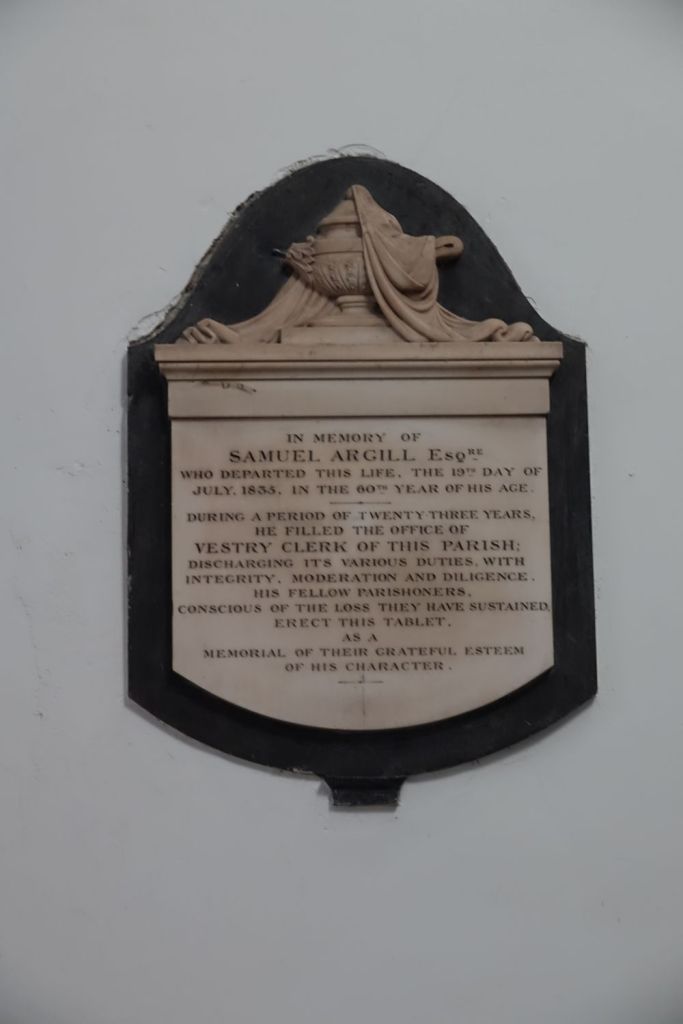 IN MEMORY OF
SAMUEL ARGILL ESQRE
WHO DEPARTED THIS LIFE, THE 19TH DAY OF
JULY, 1835, IN THE 60TH YEAR OF HIS AGE.
DURING A PERIOD OF TWENTY-THREE YEARS,
HE FILLED THE OFFICE OF
VESTRY CLERK OF THIS PARISH;
DISCHARGING ITS VARIOUS DUTIES, WITH
INTEGRITY, MODERATION AND DILIGENCE.
HIS FELLOW PARISHONERS,
CONSCIOUS OF THE LOSS THEY HAVE SUSTAINED,
ERECT THIS TABLET,
AS A
MEMORIAL OF THEIR GRATEFUL ESTEEM
OF HIS CHARACTER.